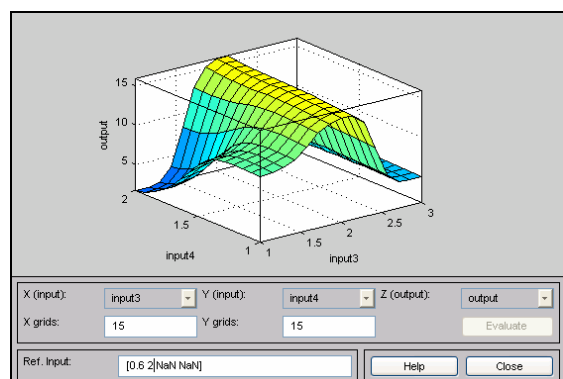 15
10
5
output
2
1.5
1
input4
1
1.5
2
2.5
3
input3
X (input): input3 Y (input): input4 Z (output): output
X grids: 15 Y grids: 15 Evaluate
Ref. Input: [0.6 2 NaN NaN] Help Close